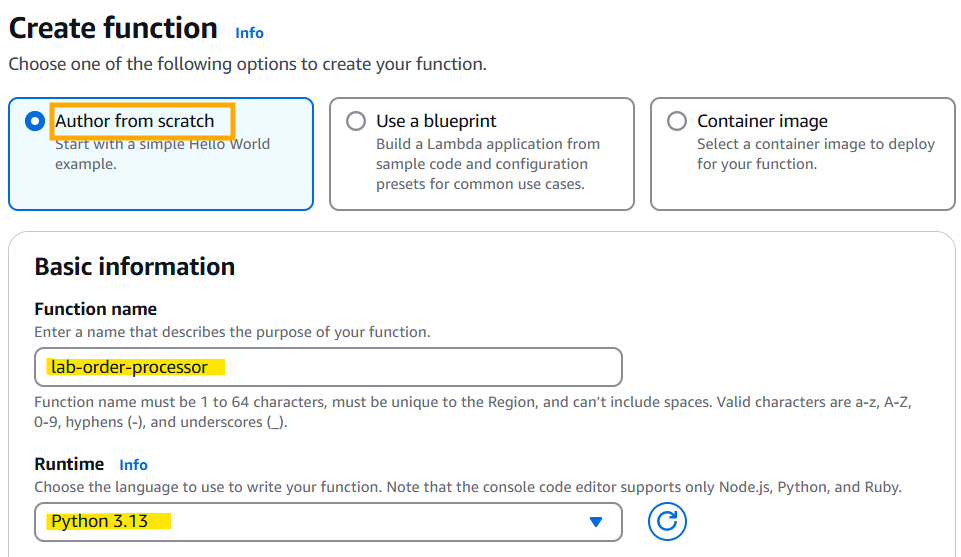 Create function Info
Choose one of the following options to create your function.
Author from scratch
Start with a simple Hello World
example.
Use a blueprint
Build a Lambda application from
sample code and configuration
presets for common use cases.
Container image
Select a container image to deploy
for your function.
Basic information
Function name
Enter a name that describes the purpose of your function.
lab-order-processor
Function name must be 1 to 64 characters, must be unique to the Region, and can’t include spaces. Valid characters are a-z, A-Z,
0-9, hyphens (-), and underscores (_).
Runtime Info
Choose the language to use to write your function. Note that the console code editor supports only Node.js, Python, and Ruby.
Python 3.13